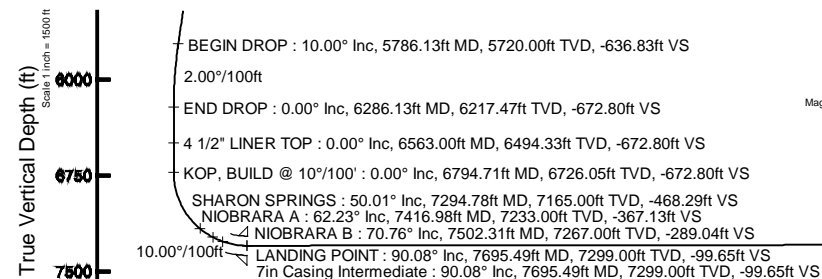 BEGIN DROP : 10.00° Inc, 5786.13ft MD, 5720.00ft TVD, -636.83ft VS
True Vertical Depth (ft)
Scale 1 inch = 1500 ft
6000
2.00°/100ft
END DROP : 0.00° Inc, 6286.13ft MD, 6217.47ft TVD, -672.80ft VS
Mag
4 1/2" LINER TOP : 0.00° Inc, 6563.00ft MD, 6494.33ft TVD, -672.80ft VS
6750
KOP, BUILD @ 10°/100' : 0.00° Inc, 6794.71ft MD, 6726.05ft TVD, -672.80ft VS
SHARON SPRINGS : 50.01° Inc, 7294.78ft MD, 7165.00ft TVD, -468.29ft VS
NIOBRARA A : 62.23° Inc, 7416.98ft MD, 7233.00ft TVD, -367.13ft VS
NIOBRARA B : 70.76° Inc, 7502.31ft MD, 7267.00ft TVD, -289.04ft VS
10.00°/100ft
LANDING POINT : 90.08° Inc, 7695.49ft MD, 7299.00ft TVD, -99.65ft VS
7500
7in Casing Intermediate : 90.08° Inc, 7695.49ft MD, 7299.00ft TVD, -99.65ft VS